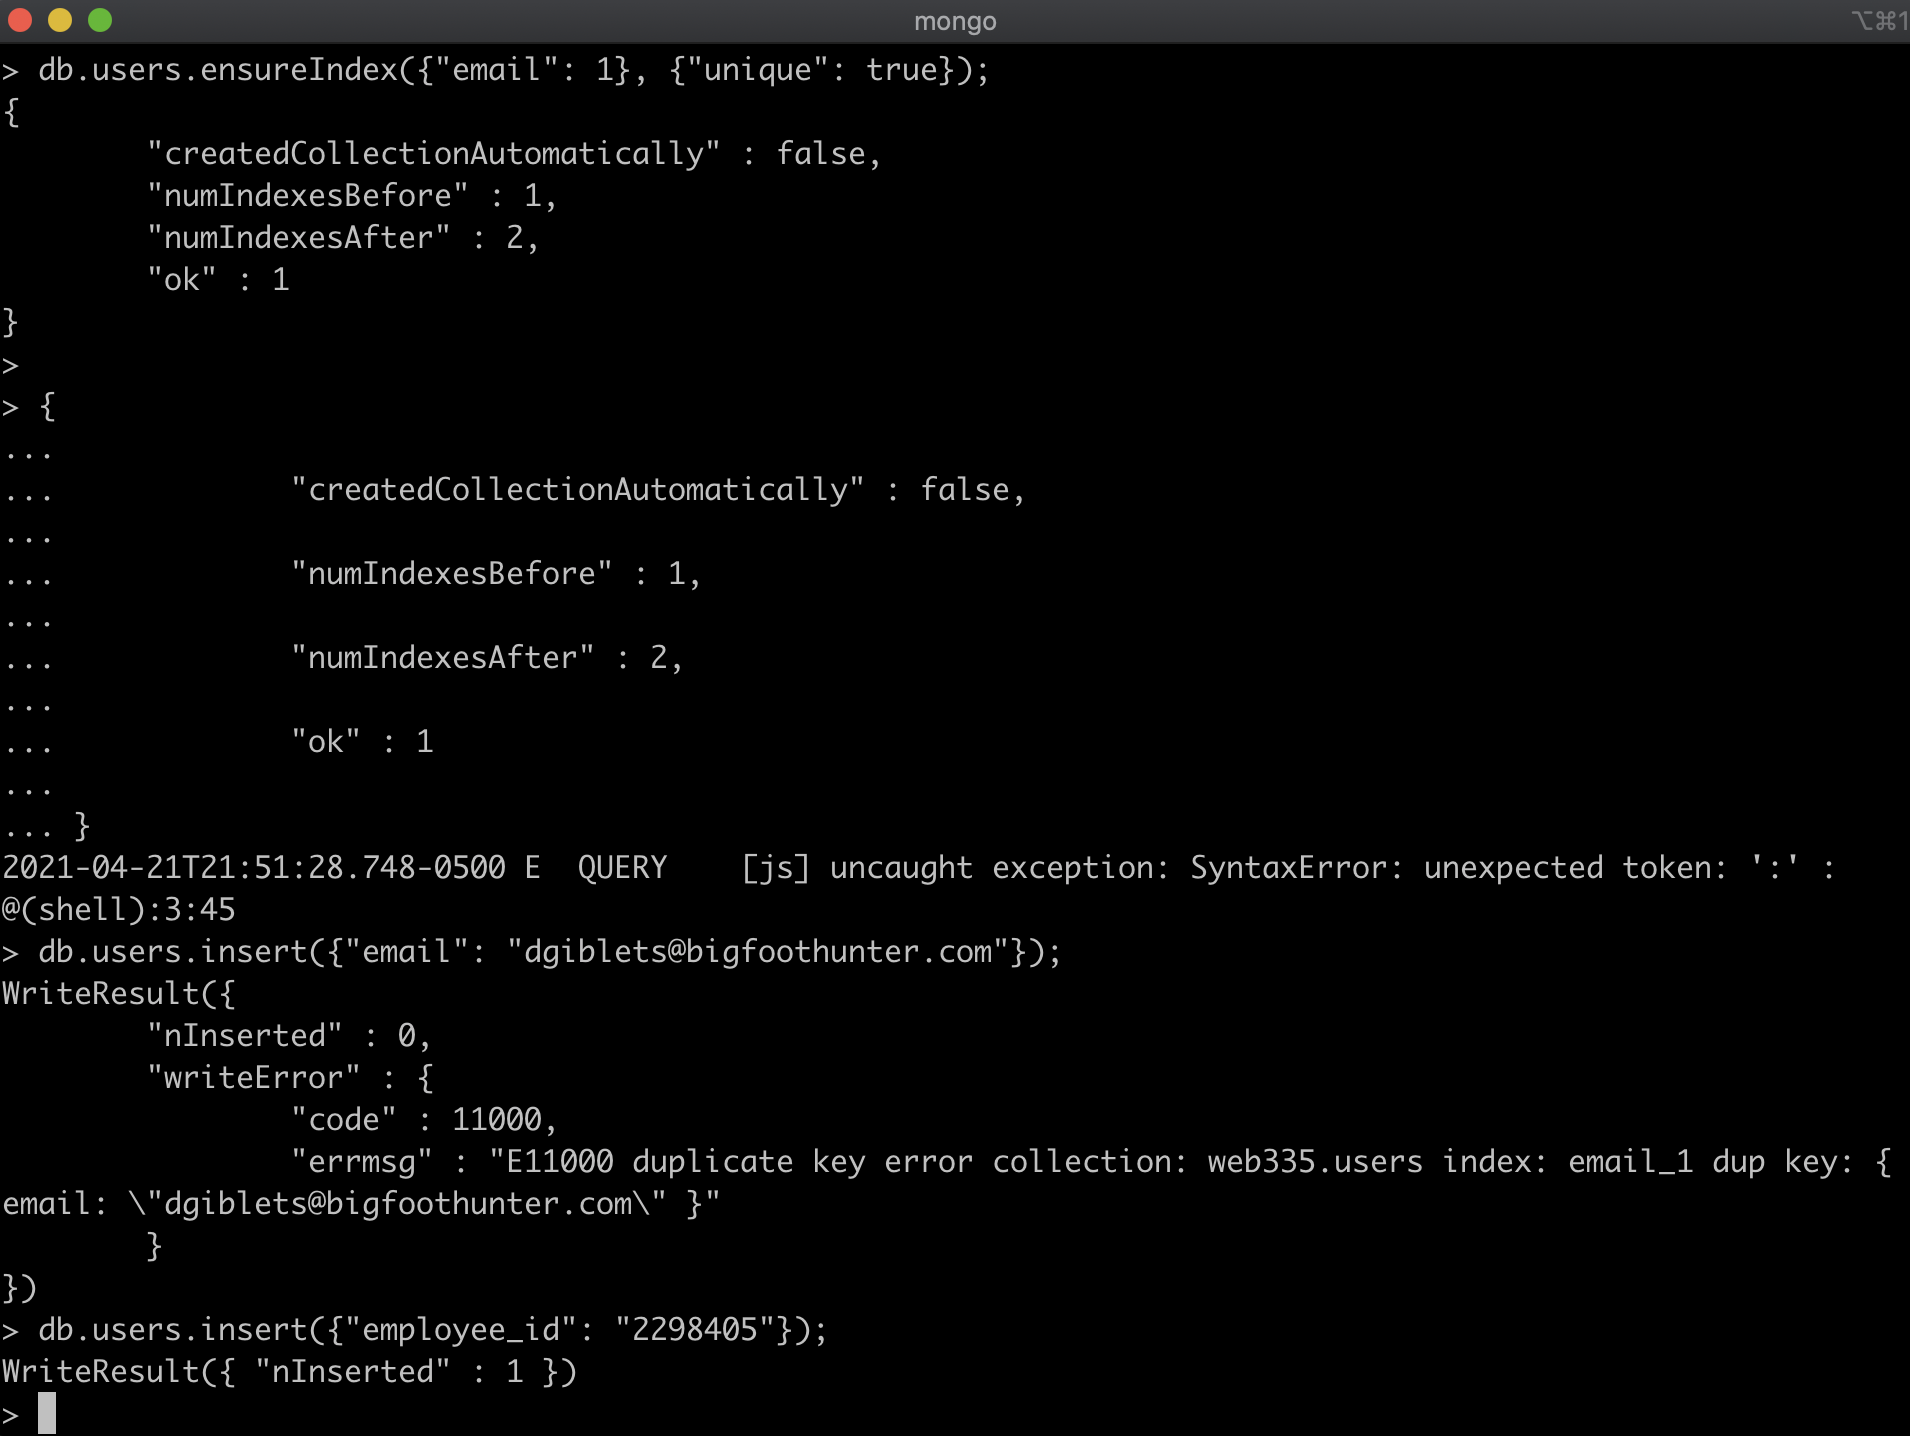 mongo
⌥⌘1
> db.users.ensureIndex({"email": 1}, {"unique": true});
{
        "createdCollectionAutomatically" : false,
        "numIndexesBefore" : 1,
        "numIndexesAfter" : 2,
        "ok" : 1
}
>
> {
...
...             "createdCollectionAutomatically" : false,
...
...             "numIndexesBefore" : 1,
...
...             "numIndexesAfter" : 2,
...
...             "ok" : 1
...
... }
2021-04-21T21:51:28.748-0500 E  QUERY    [js] uncaught exception: SyntaxError: unexpected token: ':' :
@(shell):3:45
> db.users.insert({"email": "dgiblets@bigfoothunter.com"});
WriteResult({
        "nInserted" : 0,
        "writeError" : {
                "code" : 11000,
                "errmsg" : "E11000 duplicate key error collection: web335.users index: email_1 dup key: {
email: \"dgiblets@bigfoothunter.com\" }"
        }
})
> db.users.insert({"employee_id": "2298405"});
WriteResult({ "nInserted" : 1 })
>